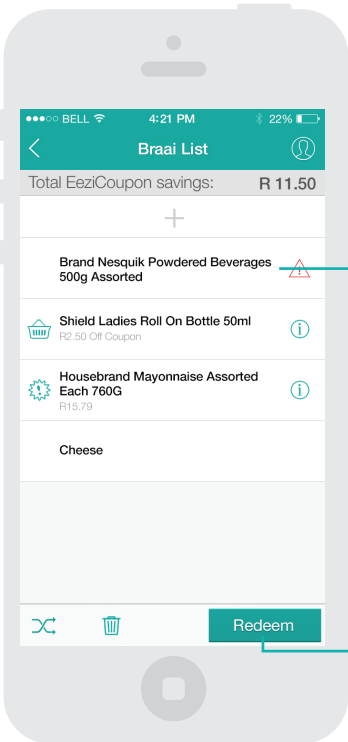 BELL 4:21 PM 22%
Braai List
Total EeziCoupon savings: R 11.50
Brand Nesquik Powdered Beverages
500g Assorted
Shield Ladies Roll On Bottle 50ml
R2.50 Off Coupon
Housebrand Mayonnaise Assorted
Each 760G
R15.79
Cheese
Redeem